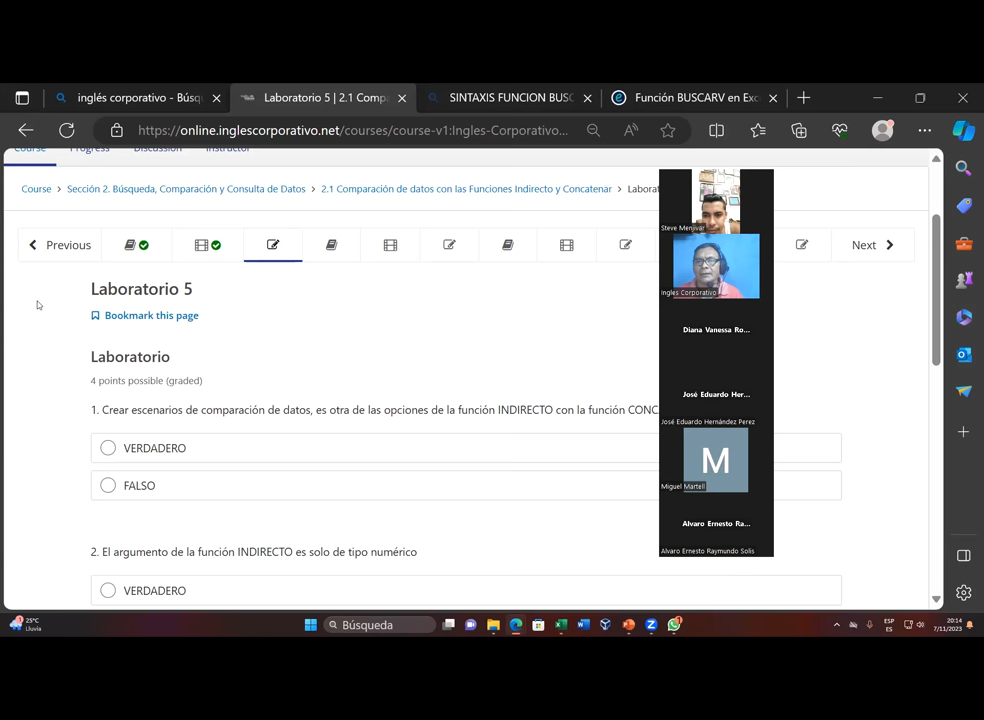 inglés corporativo - Búsq
Laboratorio 5 | 2.1 Compa
SINTAXIS FUNCION BUSC
Función BUSCARV en Exc
https://online.inglescorporativo.net/courses/course-v1:Ingles-Corporativo...
Course
Progress
Discussion
Instructor
Course > Sección 2. Búsqueda, Comparación y Consulta de Datos > 2.1 Comparación de datos con las Funciones Indirecto y Concatenar > Laborat
Previous
Next
Laboratorio 5
Bookmark this page
Laboratorio
4 points possible (graded)
1. Crear escenarios de comparación de datos, es otra de las opciones de la función INDIRECTO con la función CONC
VERDADERO
FALSO
2. El argumento de la función INDIRECTO es solo de tipo numérico
VERDADERO
Steve Menjivar
Ingles Corporativo
Diana Vanessa Ro...
José Eduardo Her...
José Eduardo Hernández Perez
M
Miguel Martell
Alvaro Ernesto Ra...
Alvaro Ernesto Raymundo Solis
25°C
Lluvia
Búsqueda
ESP
ES
20:14
7/11/2023